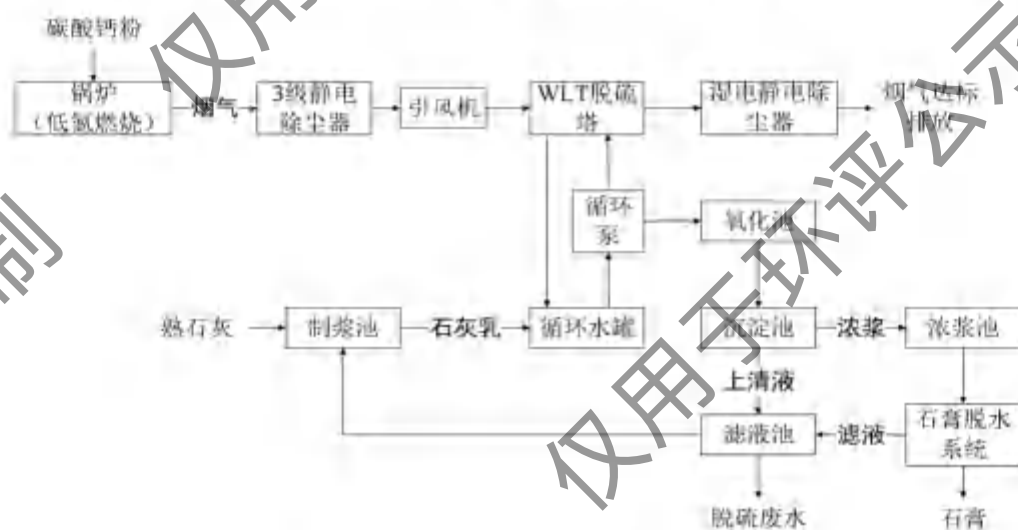 碳酸钙粉
锅炉
（低氮燃烧）
烟气
3级静电
除尘器
引风机
WLT脱硫
塔
湿电静电除
尘器
烟气达标
排放
循环
泵
氧化池
熟石灰
制浆池
石灰乳
循环水罐
沉淀池
浓浆
浓浆池
上清液
滤液池
滤液
石膏脱水
系统
脱硫废水
石膏
仅用
制
仅用于环评公示